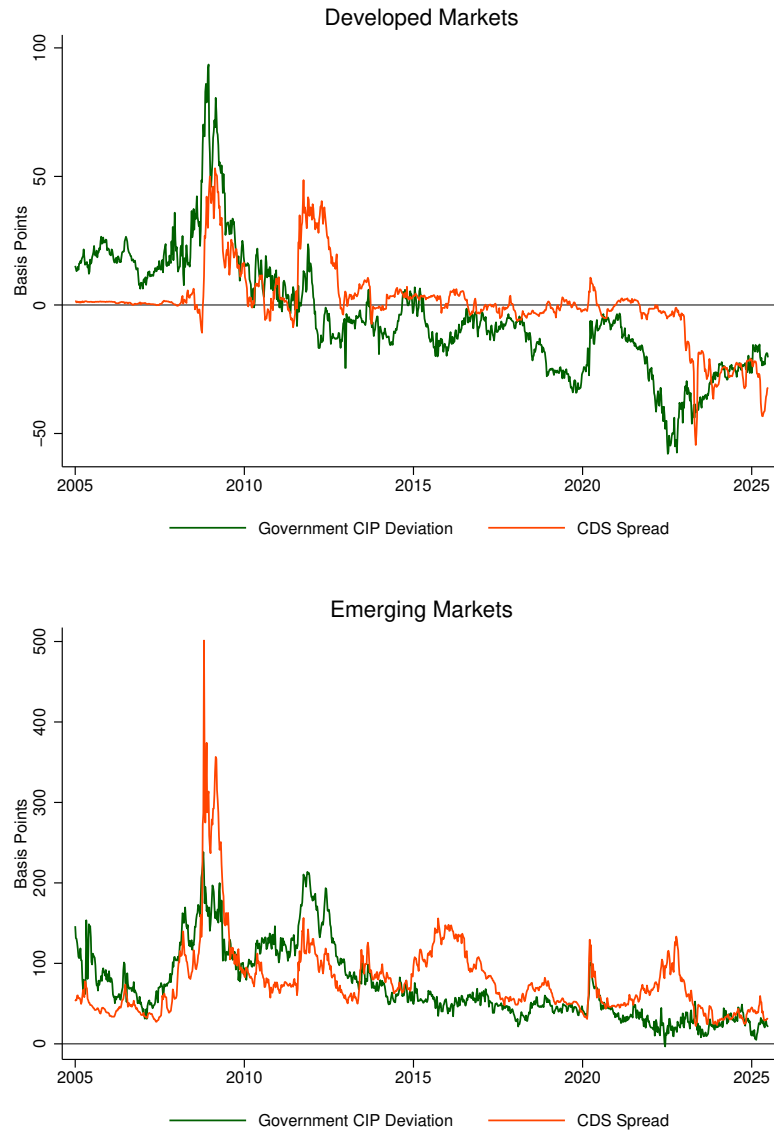 Developed Markets
100
50
0
−50
Basis Points
2005 2010 2015 2020 2025
Government CIP Deviation CDS Spread
Emerging Markets
500
400
300
200
100
0
Basis Points
2005 2010 2015 2020 2025
Government CIP Deviation CDS Spread